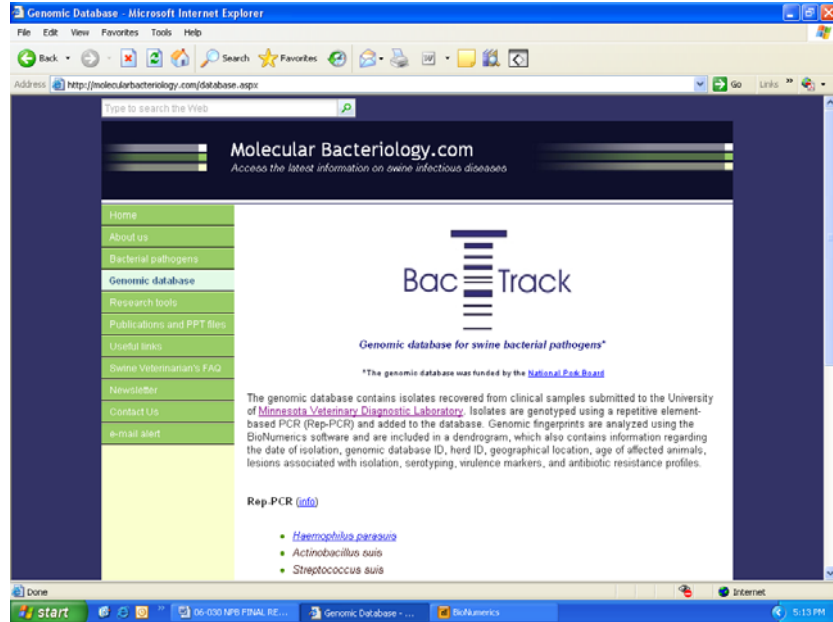 Genomic Database - Microsoft Internet Explorer
File Edit View Favorites Tools Help
Back Search Favorites
Address http://molecularbacteriology.com/database.aspx Go Links »
Type to search the Web
Molecular Bacteriology.com
Access the latest information on swine infectious diseases
Home
About us
Bacterial pathogens
Genomic database
Research tools
Publications and PPT files
Useful links
Swine Veterinarian's FAQ
Newsletter
Contact Us
e-mail alert
Bac Track
Genomic database for swine bacterial pathogens*
*The genomic database was funded by the National Pork Board
The genomic database contains isolates recovered from clinical samples submitted to the University
of Minnesota Veterinary Diagnostic Laboratory. Isolates are genotyped using a repetitive element-
based PCR (Rep-PCR) and added to the database. Genomic fingerprints are analyzed using the
BioNumerics software and are included in a dendrogram, which also contains information regarding
the date of isolation, genomic database ID, herd ID, geographical location, age of affected animals,
lesions associated with isolation, serotyping, virulence markers, and antibiotic resistance profiles.
Rep-PCR (info)
• Haemophilus parasuis
• Actinobacillus suis
• Streptococcus suis
Done Internet
start » 06-030 NPB FINAL RE... Genomic Database - ... BioNumerics 5:13 PM